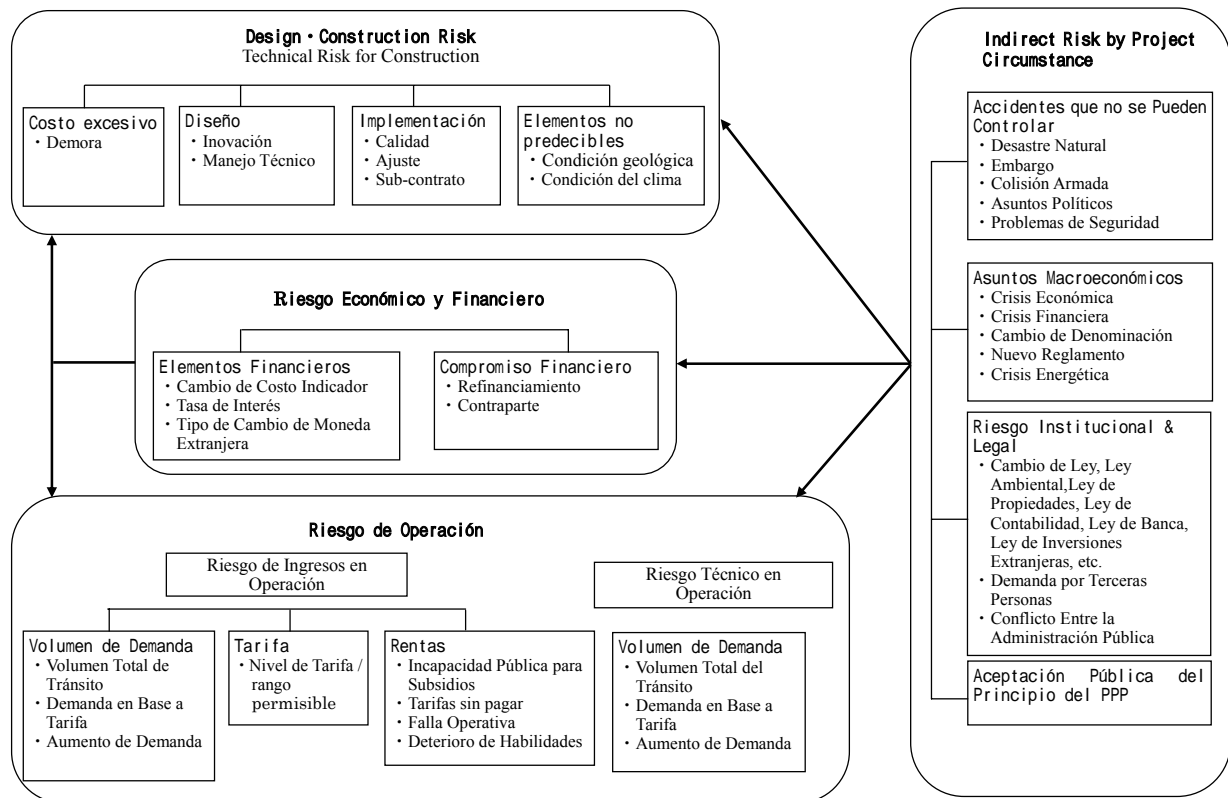 Design・Construction Risk
Technical Risk for Construction
Costo excesivo
・Demora
Diseño
・Inovación
・Manejo Técnico
Implementación
・Calidad
・Ajuste
・Sub-contrato
Elementos no
predecibles
・Condición geológica
・Condición del clima
Riesgo Económico y Financiero
Elementos Financieros
・Cambio de Costo Indicador
・Tasa de Interés
・Tipo de Cambio de Moneda
Extranjera
Compromiso Financiero
・Refinanciamiento
・Contraparte
Riesgo de Operación
Riesgo de Ingresos en
Operación
Riesgo Técnico en
Operación
Volumen de Demanda
・Volumen Total de
Tránsito
・Demanda en Base a
Tarifa
・Aumento de Demanda
Tarifa
・Nivel de Tarifa /
rango
permisible
Rentas
・Incapacidad Pública para
Subsidios
・Tarifas sin pagar
・Falla Operativa
・Deterioro de Habilidades
Volumen de Demanda
・Volumen Total del
Tránsito
・Demanda en Base a
Tarifa
・Aumento de Demanda
Indirect Risk by Project
Circumstance
Accidentes que no se Pueden
Controlar
・Desastre Natural
・Embargo
・Colisión Armada
・Asuntos Políticos
・Problemas de Seguridad
Asuntos Macroeconómicos
・Crisis Económica
・Crisis Financiera
・Cambio de Denominación
・Nuevo Reglamento
・Crisis Energética
Riesgo Institucional &
Legal
・Cambio de Ley, Ley
Ambiental,Ley de
Propiedades, Ley de
Contabilidad, Ley de Banca,
Ley de Inversiones
Extranjeras, etc.
・Demanda por Terceras
Personas
・Conflicto Entre la
Administración Pública
Aceptación Pública del
Principio del PPP